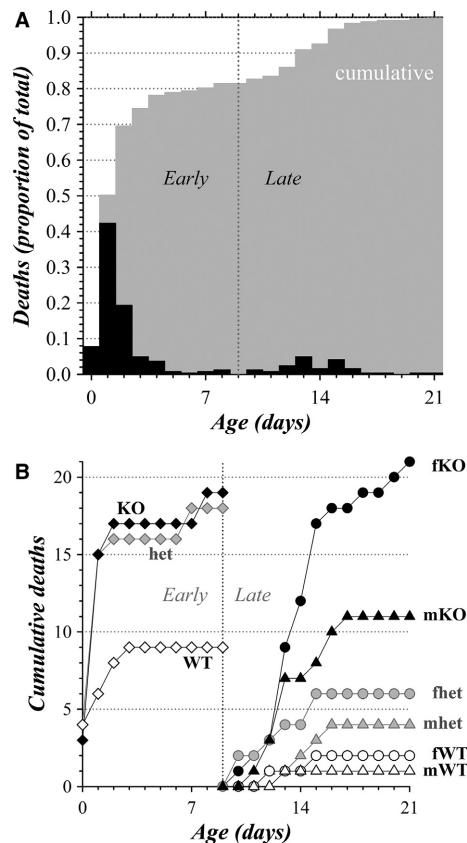 A
Deaths (proportion of total)
1.0
0.9
0.8
0.7
0.6
0.5
0.4
0.3
0.2
0.1
0.0
cumulative
Early
Late
0
7
14
21
Age (days)
B
Cumulative deaths
20
15
10
5
0
KO
het
WT
Early
Late
fKO
mKO
fhet
mhet
fWT
mWT
0
7
14
21
Age (days)